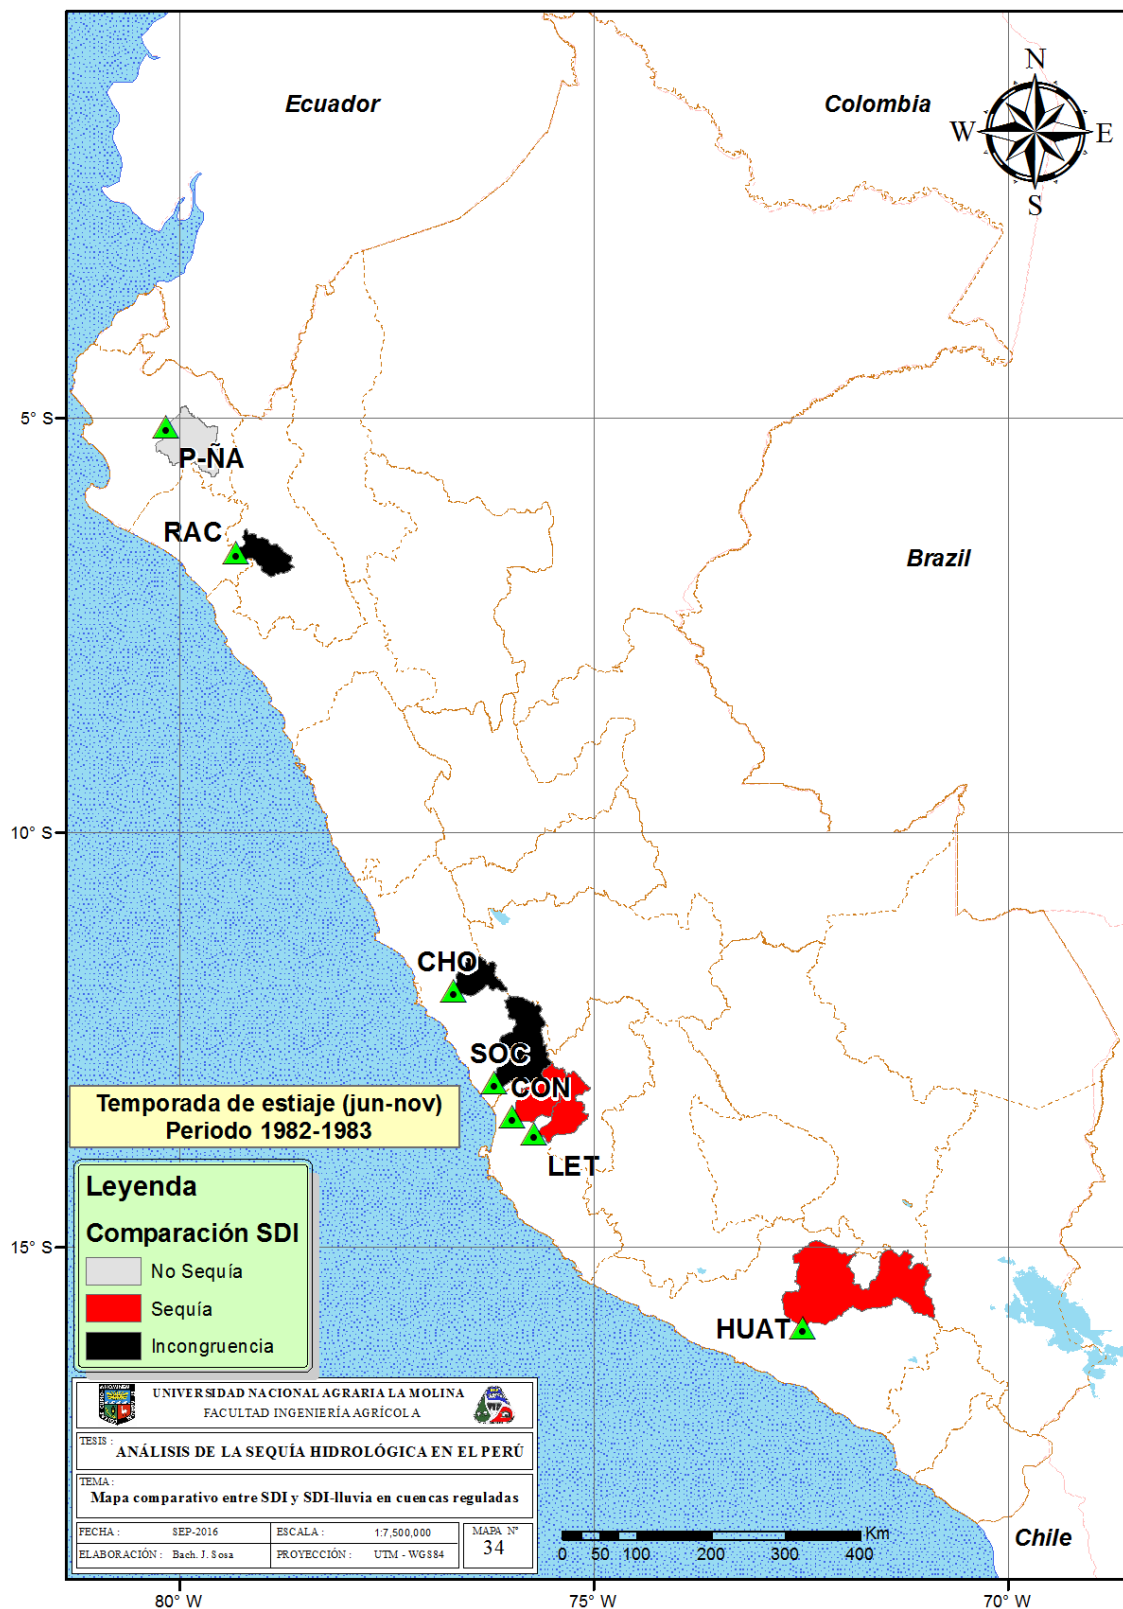 Ecuador
Colombia
N
W
E
S
5° S
P-ÑA
RAC
Brazil
10° S
CHO
SOC
CON
LET
Temporada de estiaje (jun-nov)
Periodo 1982-1983
Leyenda
Comparación SDI
No Sequía
Sequía
Incongruencia
15° S
HUAT
UNIVERSIDAD NACIONAL AGRARIA LA MOLINA
FACULTAD INGENIERÍA AGRÍCOLA
TESIS :
ANÁLISIS DE LA SEQUÍA HIDROLÓGICA EN EL PERÚ
TEMA :
Mapa comparativo entre SDI y SDI-lluvia en cuencas reguladas
FECHA : SEP-2016 ESCALA : 1:7,500,000 MAPA Nº
ELABORACIÓN : Bach. J. Sosa PROYECCIÓN : UTM - WGS84 34
Km
0 50 100 200 300 400
Chile
80° W 75° W 70° W